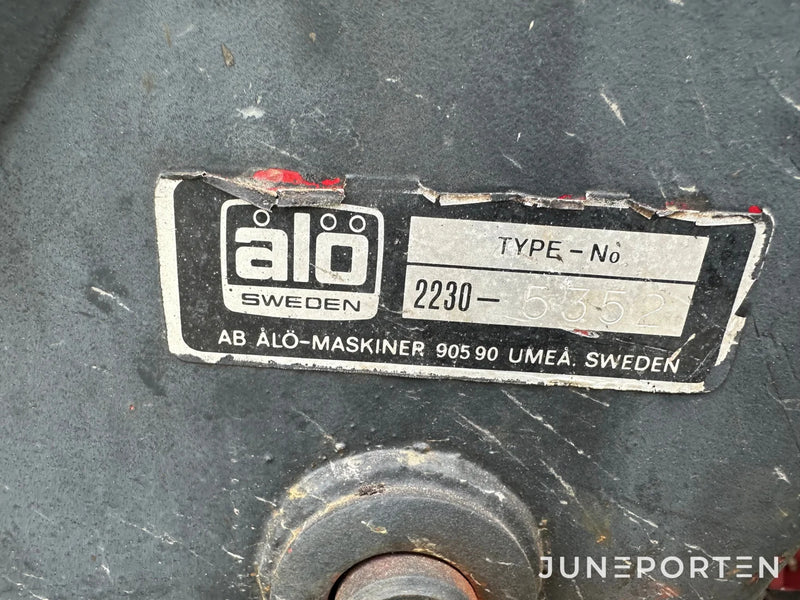 ålö
SWEDEN
TYPE - No
2230- 5352
AB ÅLÖ-MASKINER 905 90 UMEÅ. SWEDEN
JUNEPORTEN